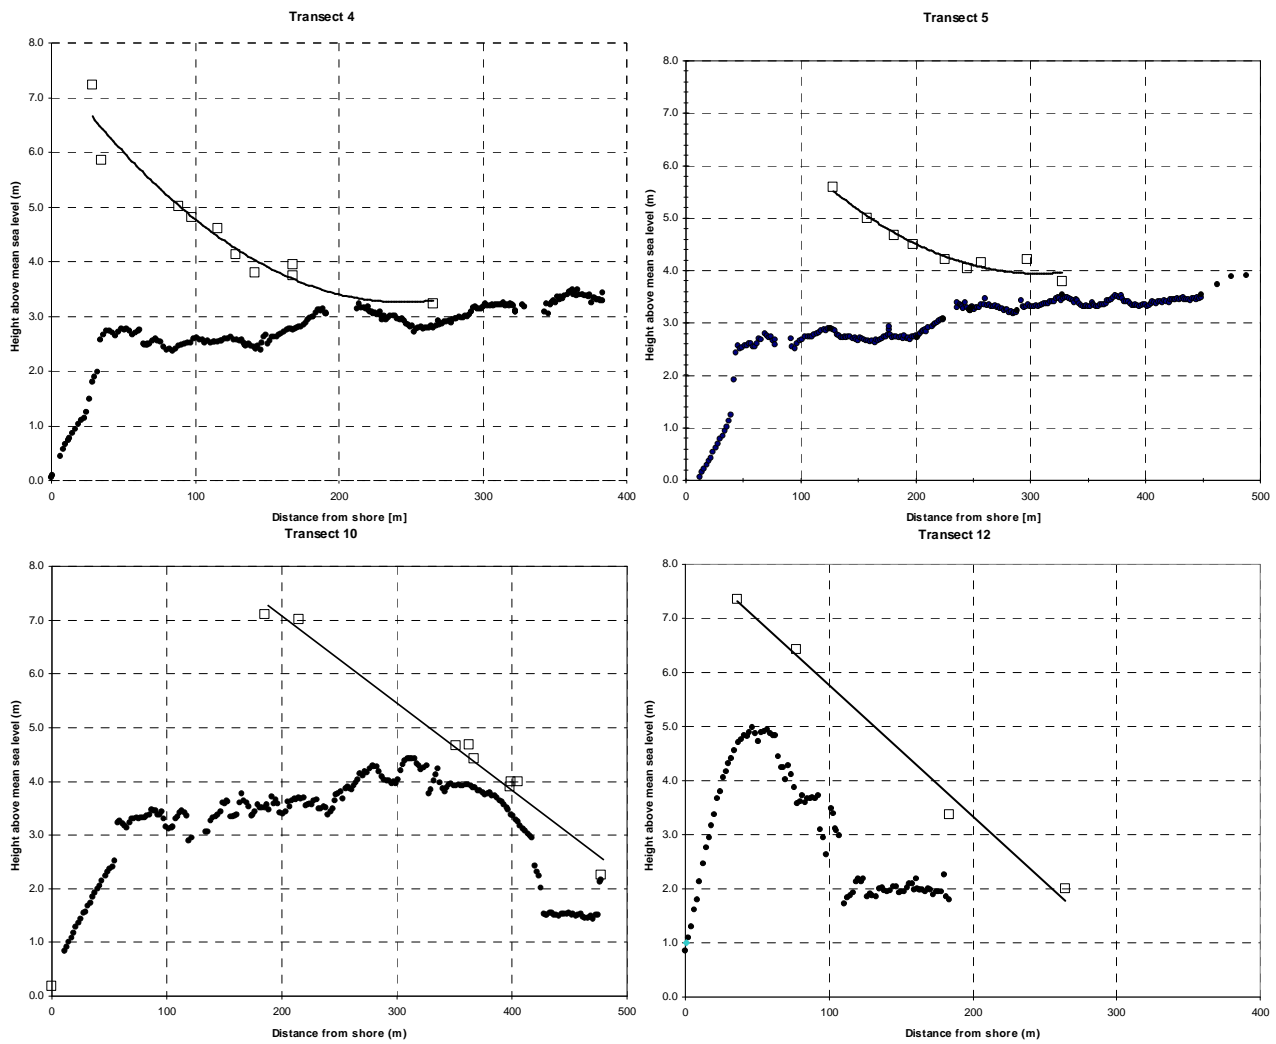 Transect 4
8.0
7.0
6.0
5.0
4.0
3.0
2.0
1.0
0.0
0 100 200 300 400
Height above mean sea level (m)
Distance from shore [m]
Transect 5
8.0
7.0
6.0
5.0
4.0
3.0
2.0
1.0
0.0
0 100 200 300 400 500
Height above mean sea level (m)
Distance from shore [m]
Transect 10
8.0
7.0
6.0
5.0
4.0
3.0
2.0
1.0
0.0
0 100 200 300 400 500
Height above mean sea level (m)
Distance from shore (m)
Transect 12
8.0
7.0
6.0
5.0
4.0
3.0
2.0
1.0
0.0
0 100 200 300 400
Height above mean sea level (m)
Distance from shore (m)